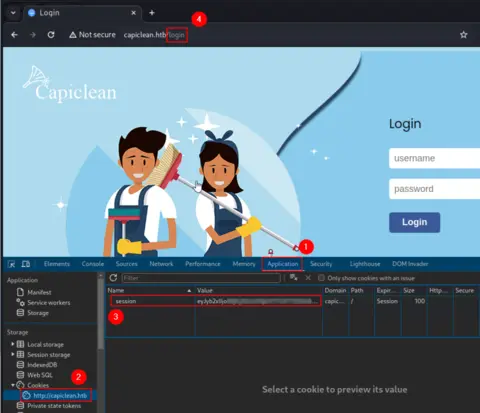 Login
4
Not secure
capiclean.htb/login
Capiclean
Login
username
password
Login
1
Elements
Console
Sources
Network
Performance
Memory
Application
Security
Lighthouse
DOM Invader
Application
Manifest
Service workers
Storage
Filter
Only show cookies with an issue
Name
Value
Domain
Path
Expir...
Size
Http...
Secure
session
capic...
/
Session
100
3
Storage
Local storage
Session storage
IndexedDB
Web SQL
2
Cookies
http://capiclean.htb
Private state tokens
Select a cookie to preview its value